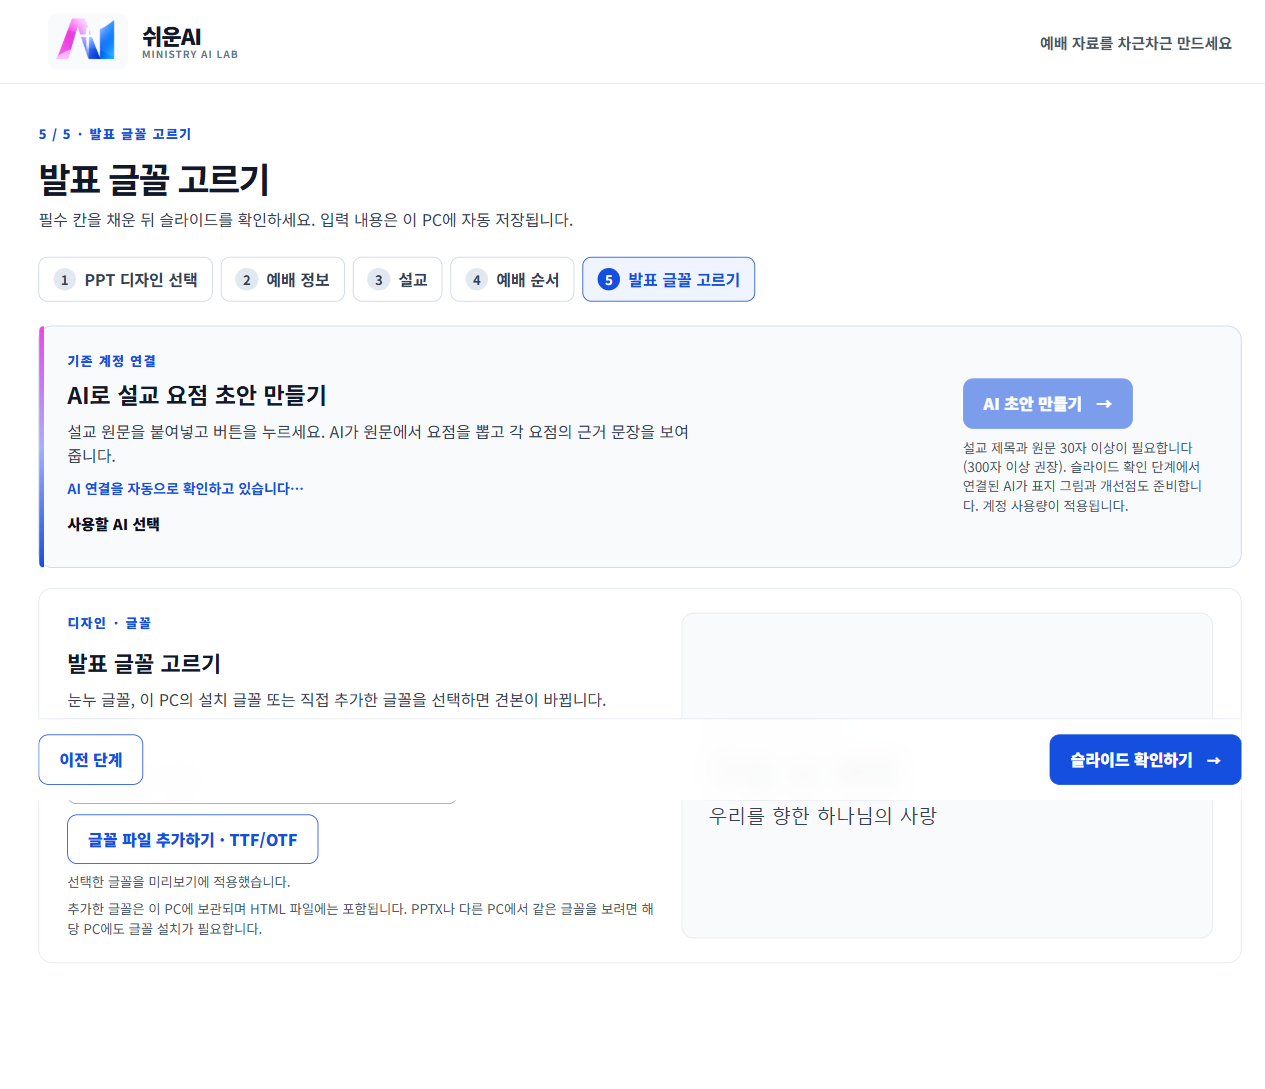 쉬운AI
MINISTRY AI LAB
예배 자료를 차근차근 만드세요
5 / 5 · 발표 글꼴 고르기
발표 글꼴 고르기
필수 칸을 채운 뒤 슬라이드를 확인하세요. 입력 내용은 이 PC에 자동 저장됩니다.
1 PPT 디자인 선택
2 예배 정보
3 설교
4 예배 순서
5 발표 글꼴 고르기
기존 계정 연결
AI로 설교 요점 초안 만들기
설교 원문을 붙여넣고 버튼을 누르세요. AI가 원문에서 요점을 뽑고 각 요점의 근거 문장을 보여
줍니다.
AI 연결을 자동으로 확인하고 있습니다…
사용할 AI 선택
AI 초안 만들기 →
설교 제목과 원문 30자 이상이 필요합니다
(300자 이상 권장). 슬라이드 확인 단계에서
연결된 AI가 표지 그림과 개선점도 준비합니
다. 계정 사용량이 적용됩니다.
디자인 · 글꼴
발표 글꼴 고르기
눈누 글꼴, 이 PC의 설치 글꼴 또는 직접 추가한 글꼴을 선택하면 견본이 바뀝니다.
이전 단계
슬라이드 확인하기 →
우리를 향한 하나님의 사랑
글꼴 파일 추가하기 · TTF/OTF
선택한 글꼴을 미리보기에 적용했습니다.
추가한 글꼴은 이 PC에 보관되며 HTML 파일에는 포함됩니다. PPTX나 다른 PC에서 같은 글꼴을 보려면 해
당 PC에도 글꼴 설치가 필요합니다.